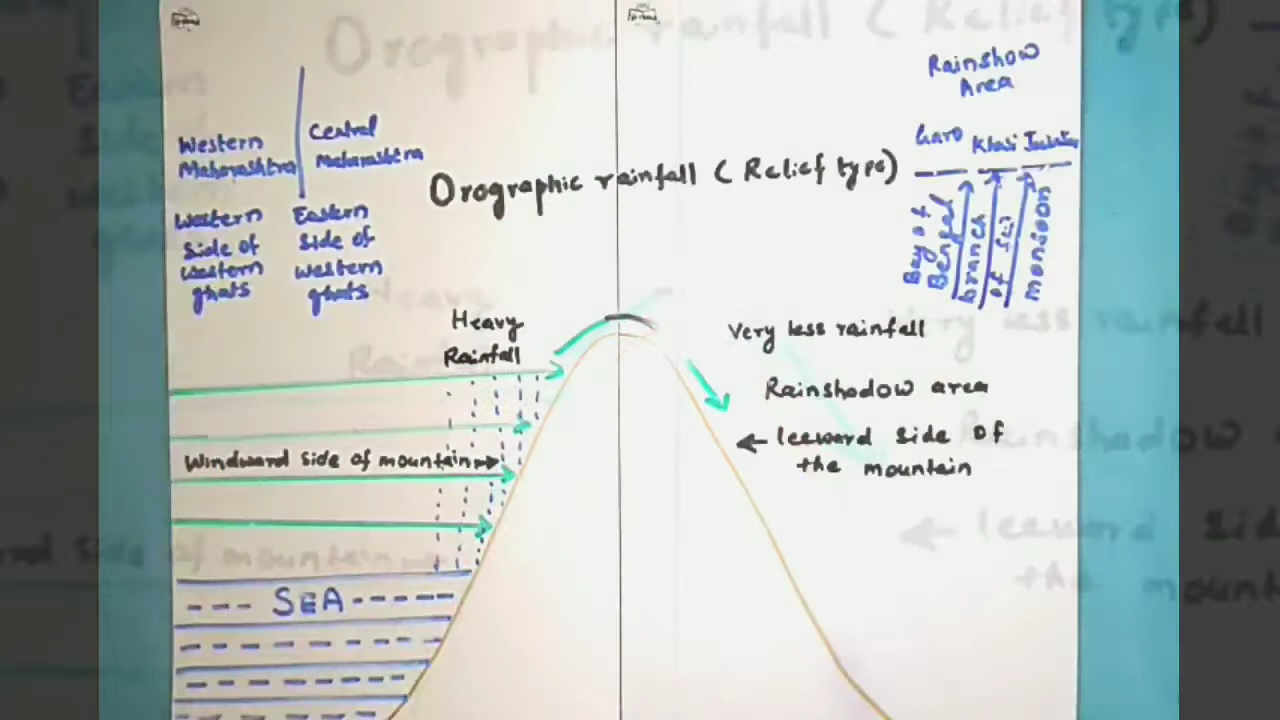 Rainshow
Area
Western
Maharashtra
Central
Maharashtra
Garo
Khasi
Orographic rainfall (Relief type)
Western
side of
western
ghats
Eastern
side of
western
ghats
Bay of
Bengal
branch
of
monsoon
Heavy
Rainfall
Very less rainfall
Rainshadow area
leeward side of
the mountain
Windward side of mountain
SEA